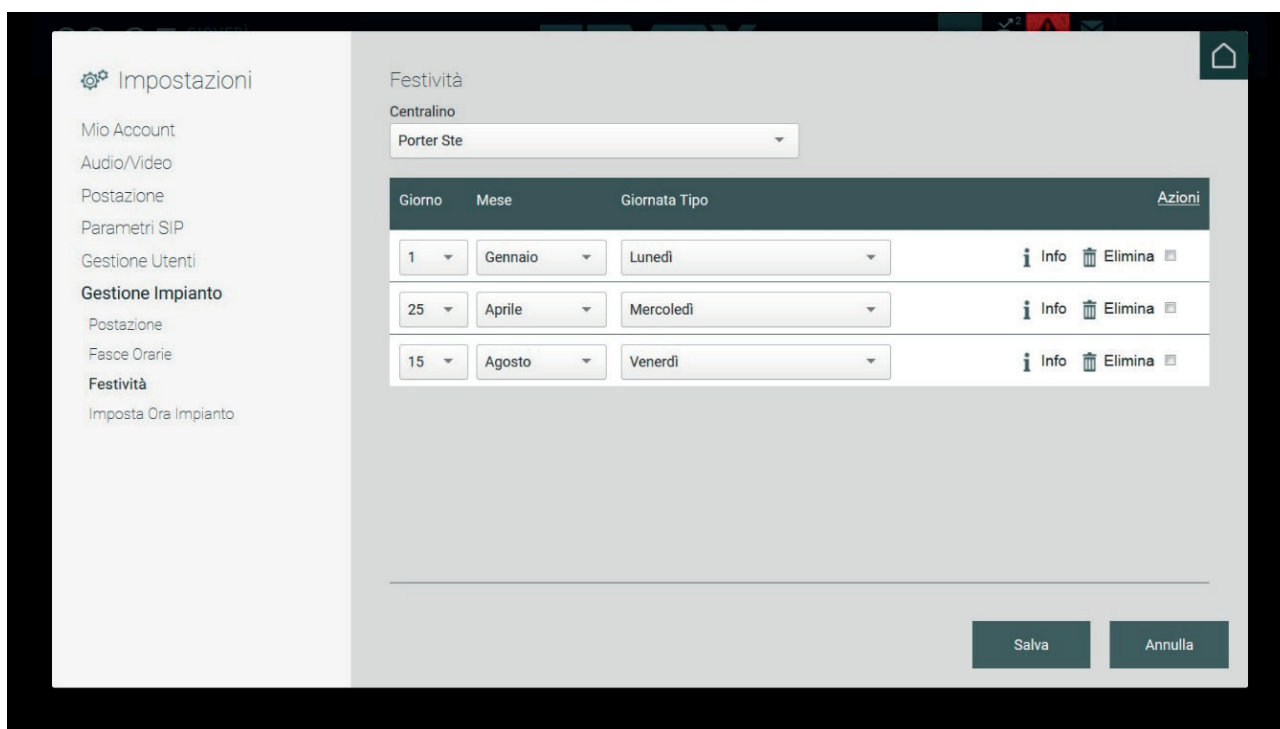 Impostazioni
Mio Account
Audio/Video
Postazione
Parametri SIP
Gestione Utenti
Gestione Impianto
Postazione
Fasce Orarie
Festività
Imposta Ora Impianto
Festività
Centralino
Porter Ste
Giorno Mese Giornata Tipo Azioni
1 Gennaio Lunedì Info Elimina
25 Aprile Mercoledì Info Elimina
15 Agosto Venerdì Info Elimina
Salva Annulla